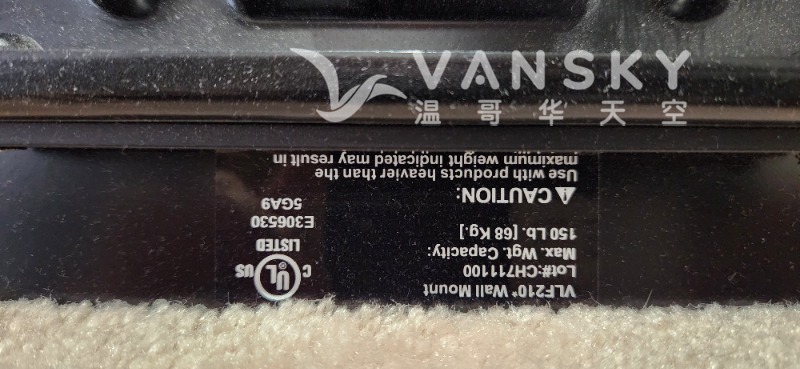 VANSKY
温哥华天空
VLF210* Wall Mount
Lot#:CH711100
Max. Wgt. Capacity:
150 Lb. [68 Kg.]
⚠ CAUTION:
Use with products heavier than the
maximum weight indicated may result in
C UL US
LISTED
E306530
5GA9